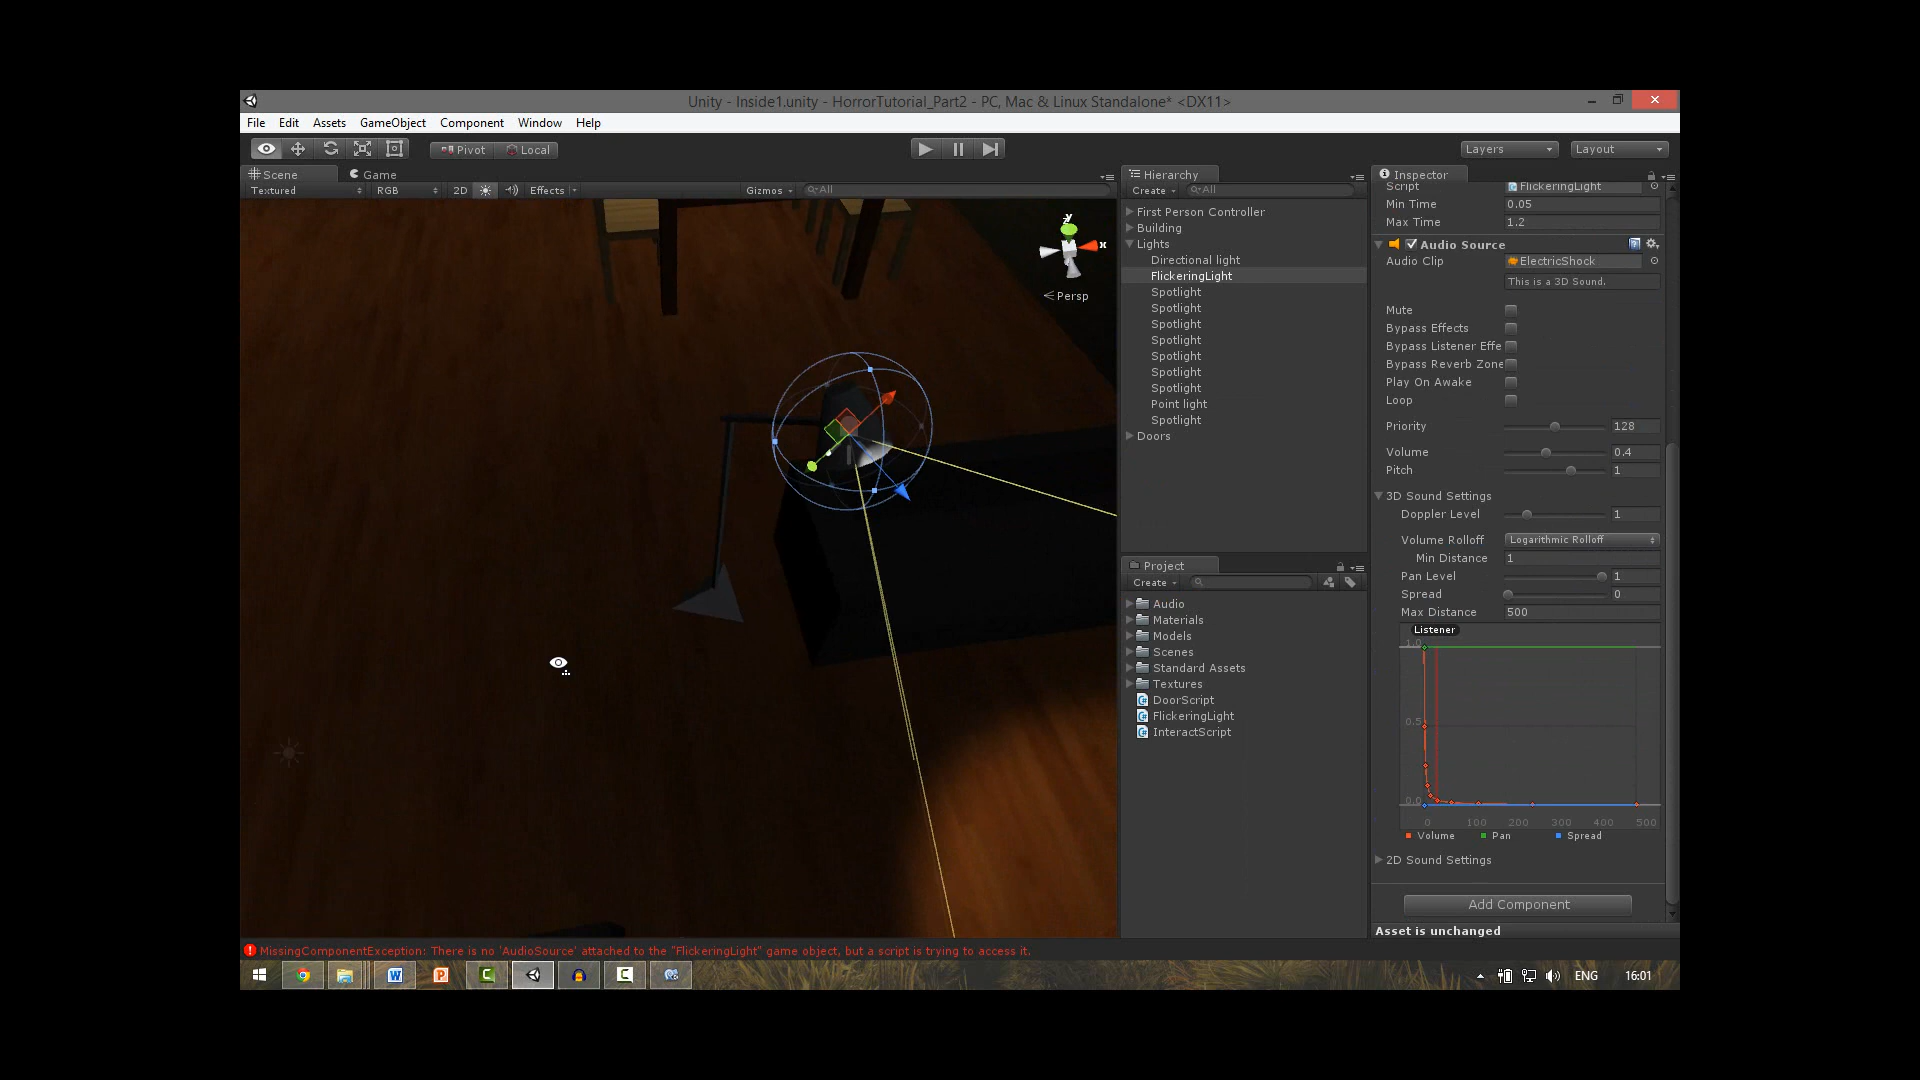 Unity - Inside1.unity - HorrorTutorial_Part2 - PC, Mac & Linux Standalone* <DX11>
File Edit Assets GameObject Component Window Help
Pivot Local
Layers Layout
Scene Game
Textured RGB 2D Effects Gizmos All
y
x
Persp
Hierarchy
Create All
First Person Controller
Building
Lights
Directional light
FlickeringLight
Spotlight
Spotlight
Spotlight
Spotlight
Spotlight
Spotlight
Spotlight
Point light
Spotlight
Doors
Project
Create
Audio
Materials
Models
Scenes
Standard Assets
Textures
DoorScript
FlickeringLight
InteractScript
Inspector
Script FlickeringLight
Min Time 0.05
Max Time 1.2
Audio Source
Audio Clip ElectricShock
This is a 3D Sound.
Mute
Bypass Effects
Bypass Listener Effe
Bypass Reverb Zone
Play On Awake
Loop
Priority 128
Volume 0.4
Pitch 1
3D Sound Settings
Doppler Level 1
Volume Rolloff Logarithmic Rolloff
Min Distance 1
Pan Level 1
Spread 0
Max Distance 500
Listener
1.0
0.5
0.0
0 100 200 300 400 500
Volume Pan Spread
2D Sound Settings
Add Component
Asset is unchanged
MissingComponentException: There is no 'AudioSource' attached to the "FlickeringLight" game object, but a script is trying to access it.
ENG 16:01